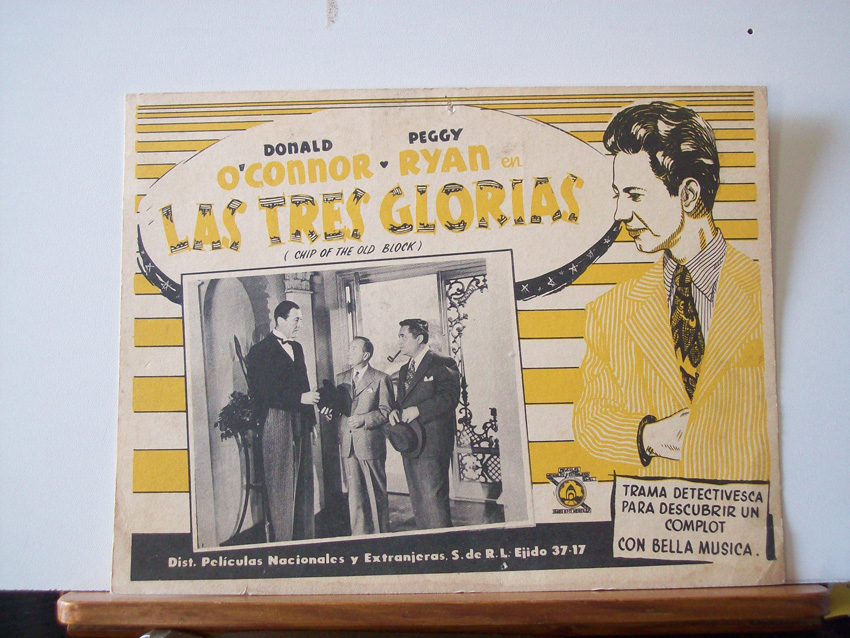 DONALD PEGGY
O'CONNOR · RYAN en
LAS TRES GLORIAS
( CHIP OF THE OLD BLOCK )
TRAMA DETECTIVESCA
PARA DESCUBRIR UN
COMPLOT
CON BELLA MUSICA.
Dist. Películas Nacionales y Extranjeras. S. de R. L. Ejido 37-17